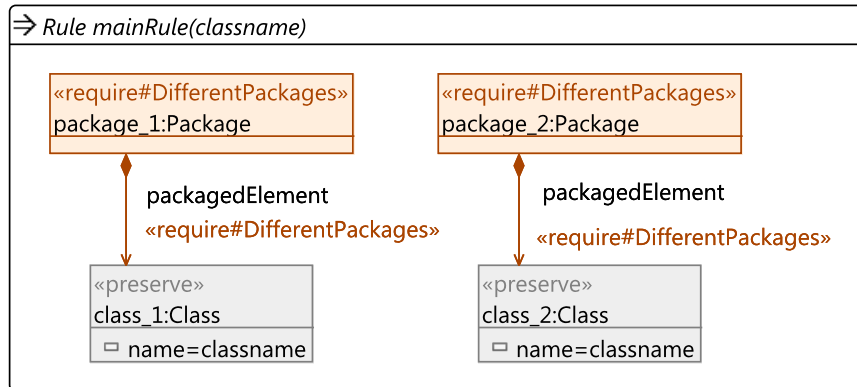 Rule mainRule(classname)
«require#DifferentPackages»
package_1:Package
packagedElement
«require#DifferentPackages»
«preserve»
class_1:Class
name=classname
«require#DifferentPackages»
package_2:Package
packagedElement
«require#DifferentPackages»
«preserve»
class_2:Class
name=classname